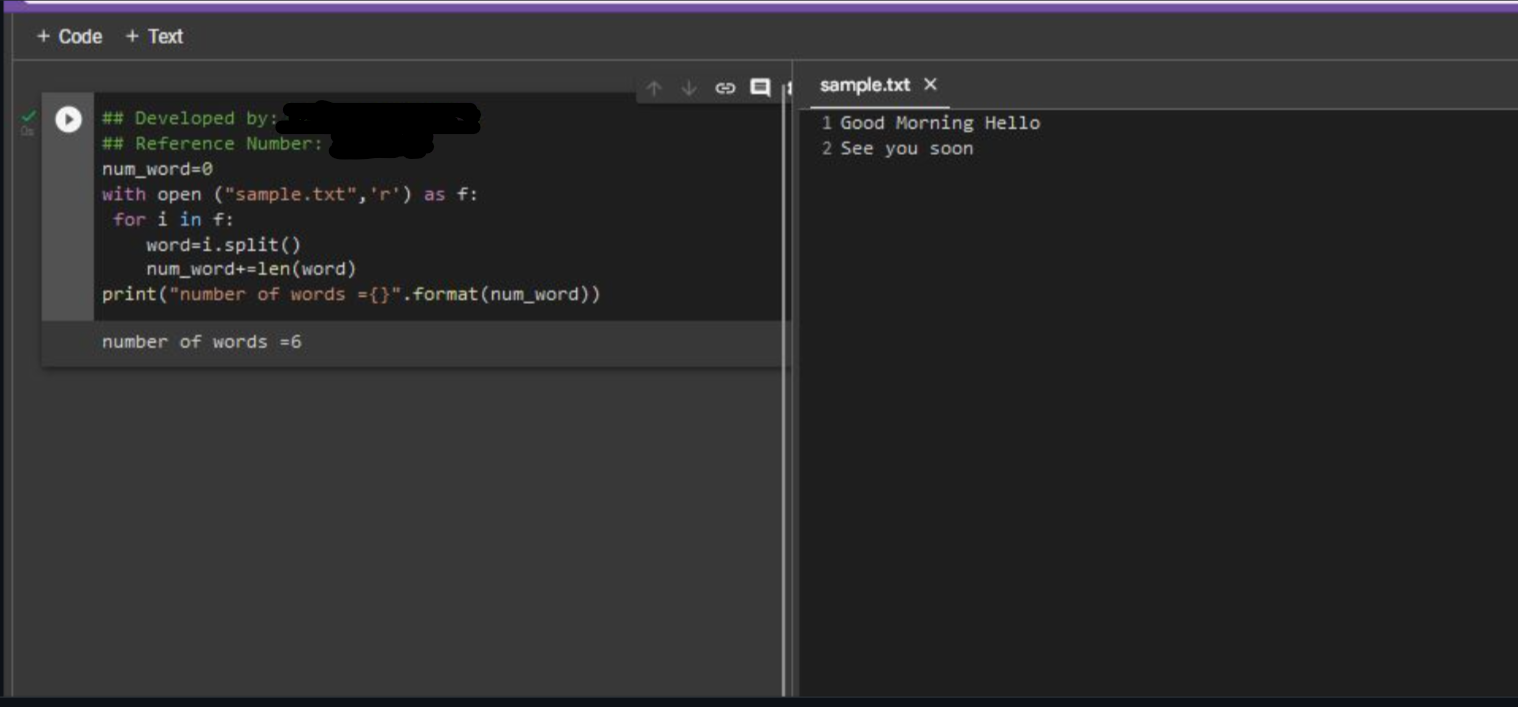 + Code + Text
## Developed by:
## Reference Number:
num_word=0
with open ("sample.txt",'r') as f:
 for i in f:
    word=i.split()
    num_word+=len(word)
print("number of words ={}".format(num_word))
0s
number of words =6
sample.txt ×
1 Good Morning Hello
2 See you soon